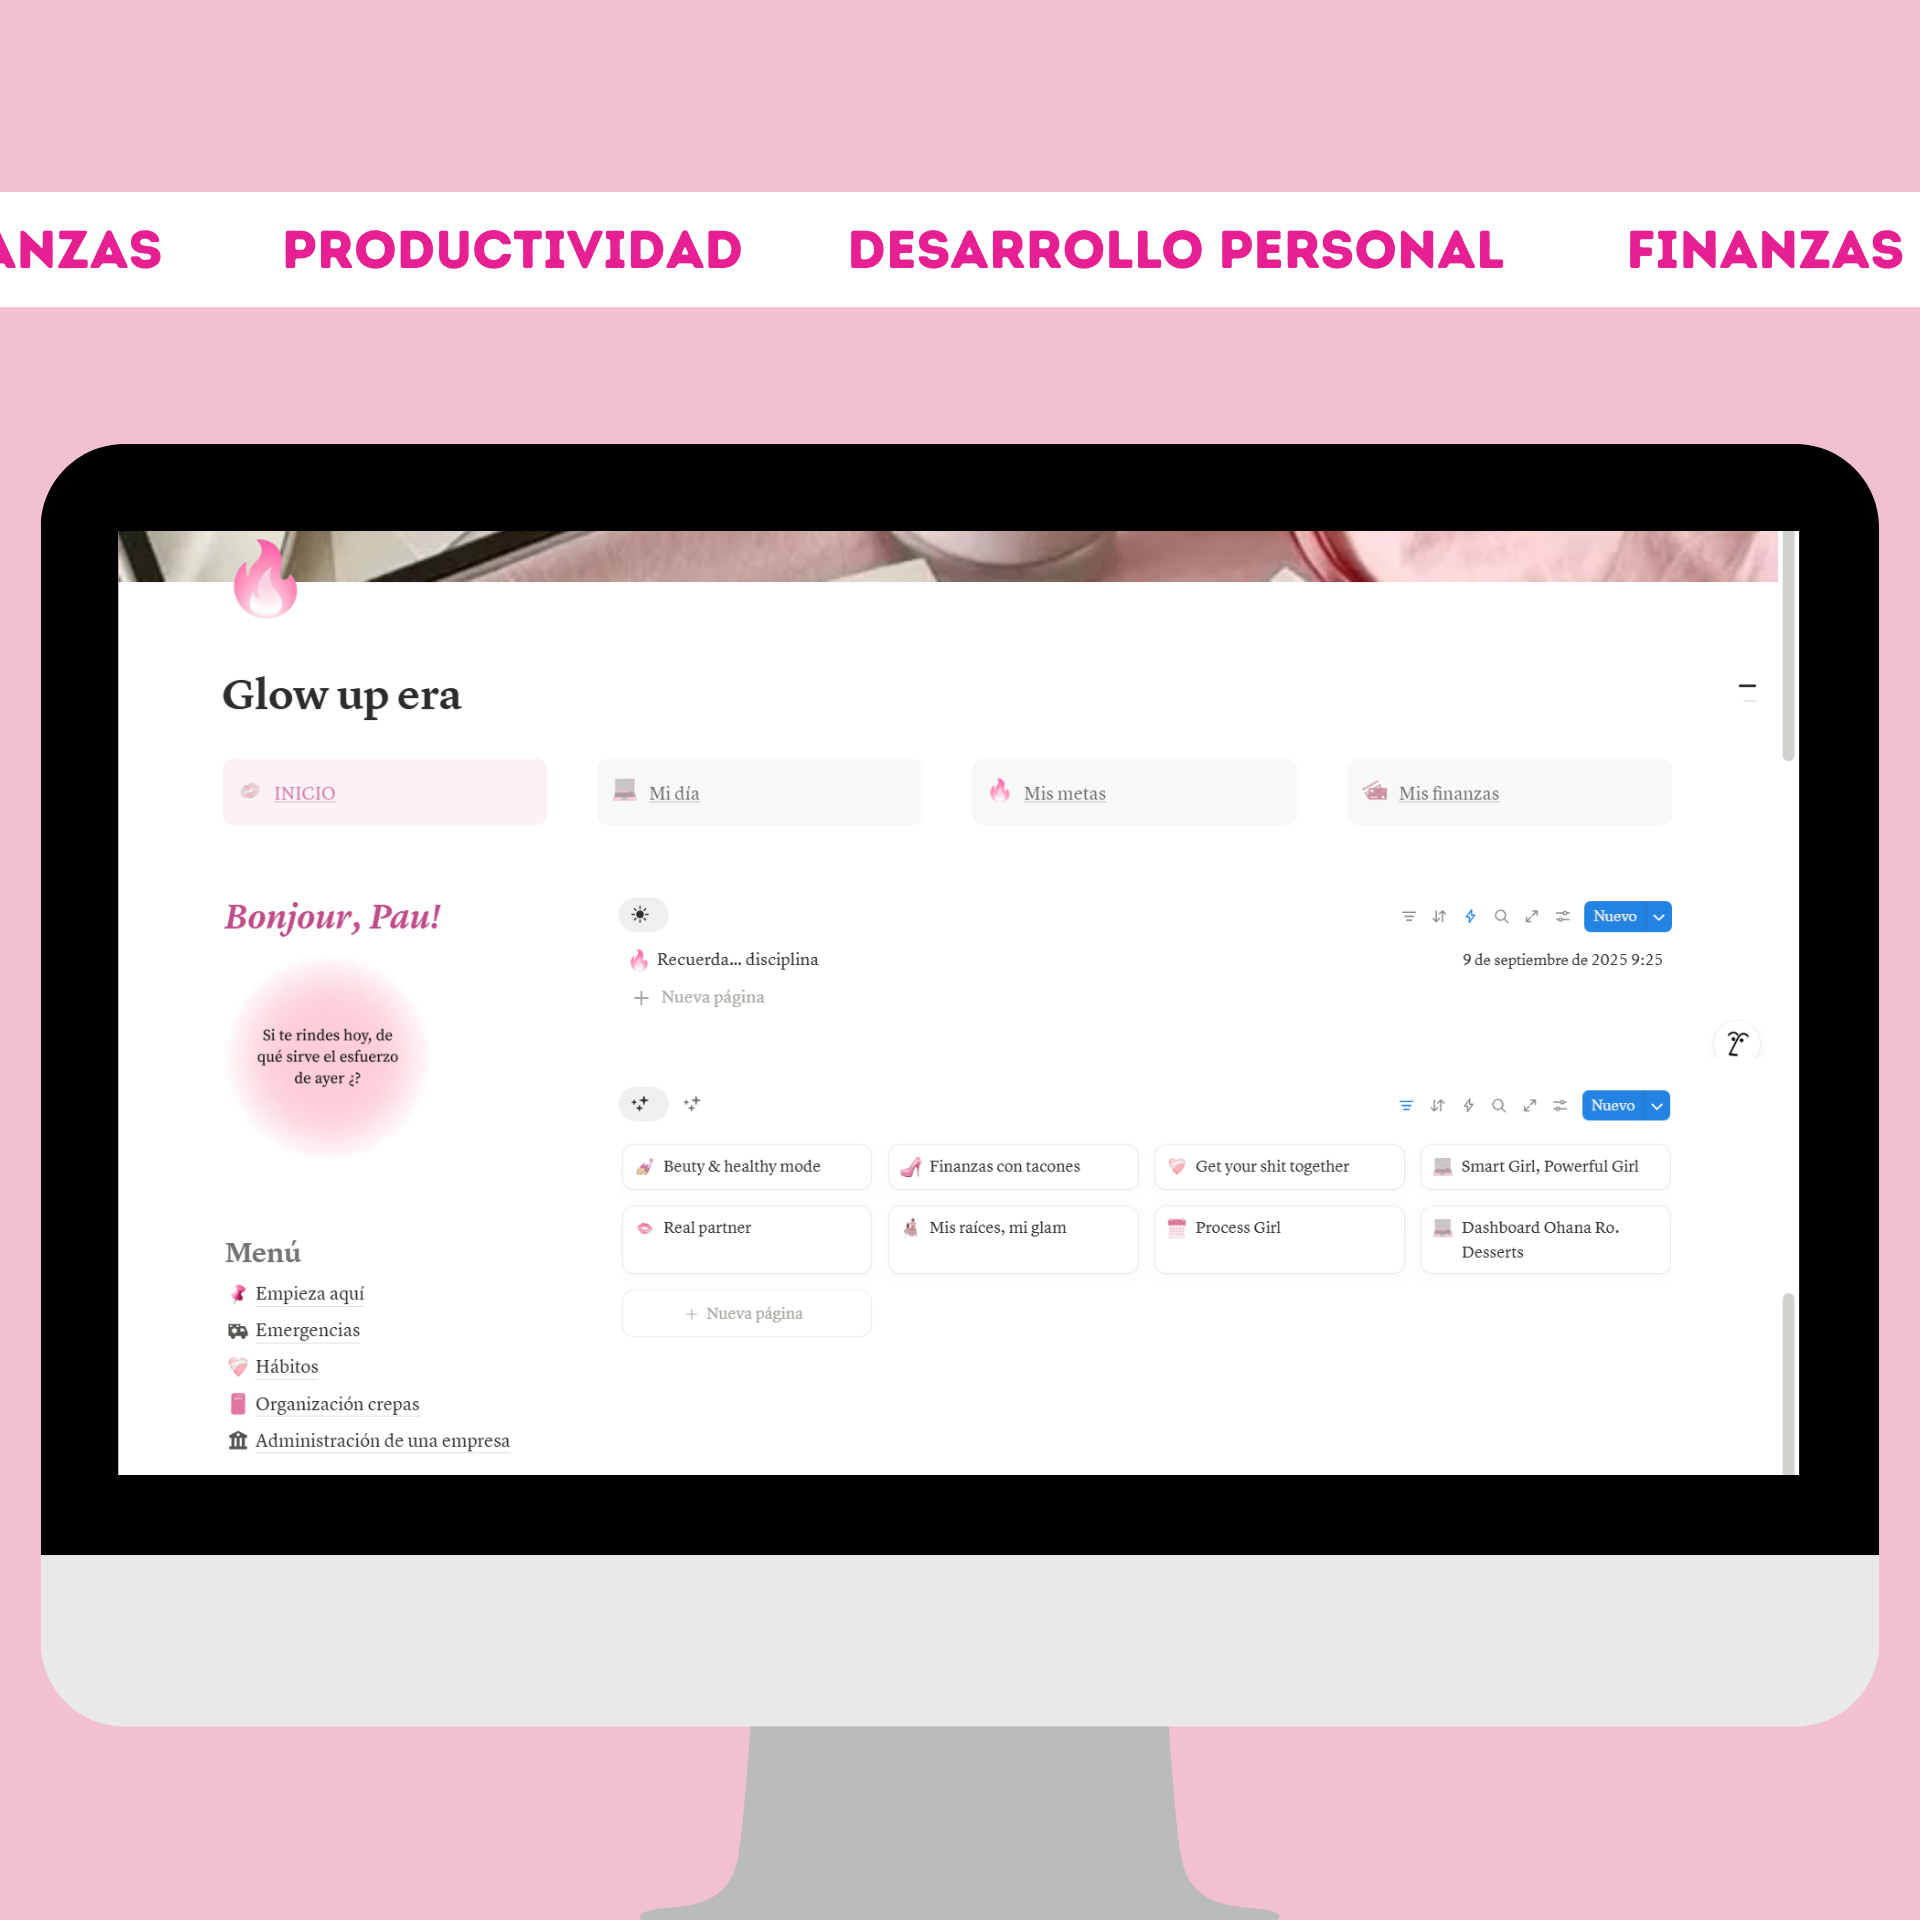 ANZAS PRODUCTIVIDAD DESARROLLO PERSONAL FINANZAS
Glow up era
INICIO
Mi día
Mis metas
Mis finanzas
Bonjour, Pau!
Si te rindes hoy, de
qué sirve el esfuerzo
de ayer ¿?
Nuevo
Recuerda... disciplina
9 de septiembre de 2025 9:25
Nueva página
Nuevo
Beuty & healthy mode
Finanzas con tacones
Get your shit together
Smart Girl, Powerful Girl
Real partner
Mis raíces, mi glam
Process Girl
Dashboard Ohana Ro.
Desserts
Nueva página
Menú
Empieza aquí
Emergencias
Hábitos
Organización crepas
Administración de una empresa